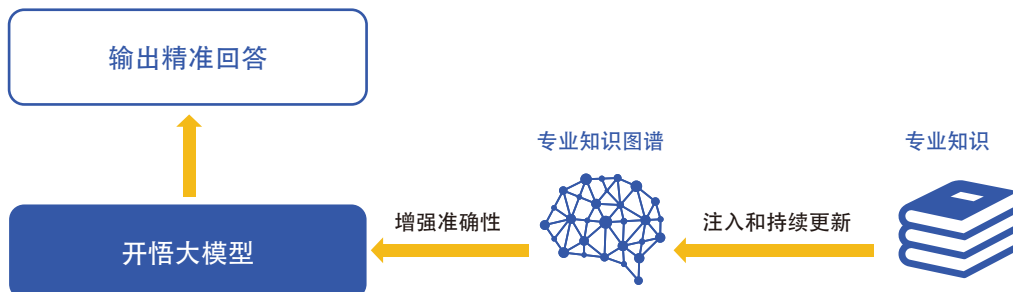 输出精准回答
专业知识图谱
专业知识
增强准确性
注入和持续更新
开悟大模型